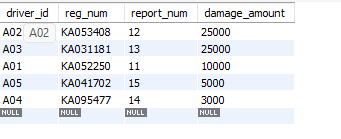 driver_id reg_num report_num damage_amount
A02 A02 KA053408 12 25000
A03 KA031181 13 25000
A01 KA052250 11 10000
A05 KA041702 15 5000
A04 KA095477 14 3000
NULL NULL NULL NULL